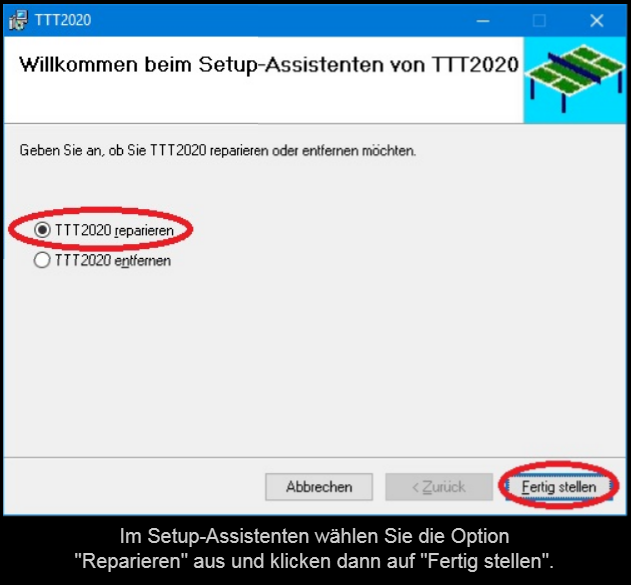 TTT2020
Willkommen beim Setup-Assistenten von TTT2020
Geben Sie an, ob Sie TTT2020 reparieren oder entfernen möchten.
TTT2020 reparieren
TTT2020 entfernen
Abbrechen < Zurück Fertig stellen
Im Setup-Assistenten wählen Sie die Option
"Reparieren" aus und klicken dann auf "Fertig stellen".